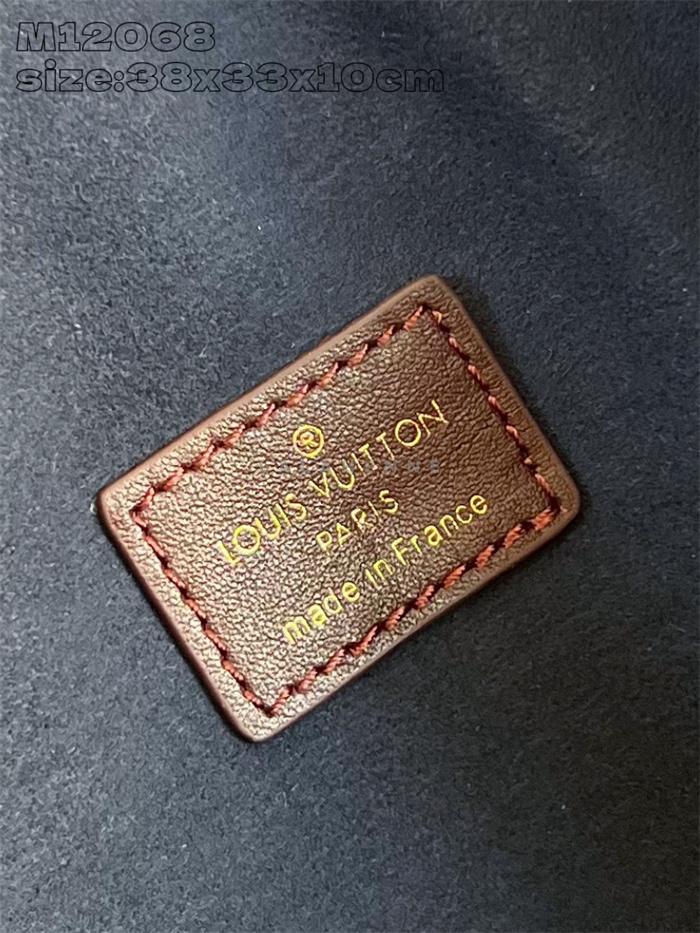 M12068
size:38x33x10cm
®
LOUIS VUITTON
PARIS
made in France